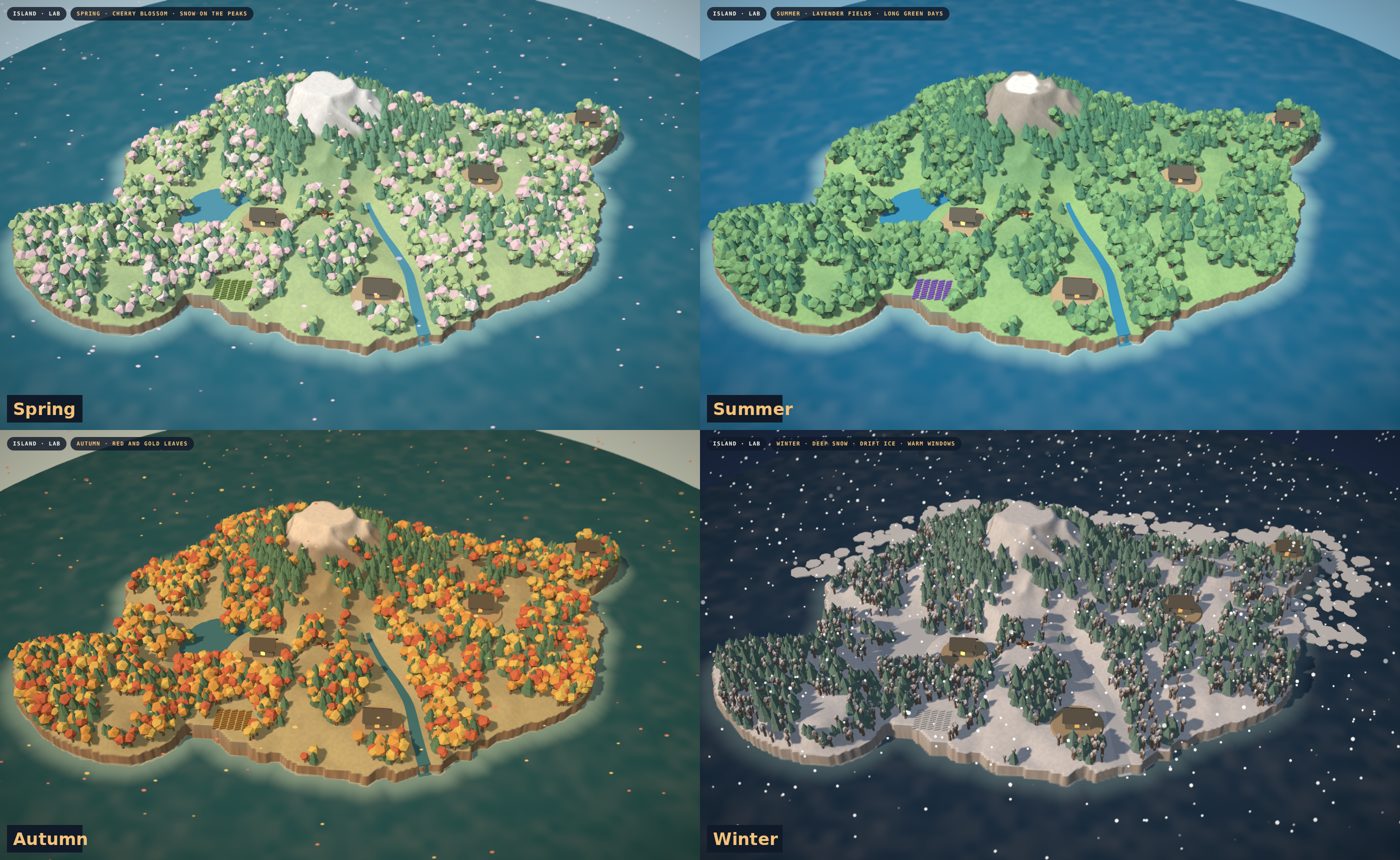 ISLAND · LAB SPRING · CHERRY BLOSSOM · SNOW ON THE PEAKS
Spring
ISLAND · LAB SUMMER · LAVENDER FIELDS · LONG GREEN DAYS
Summer
ISLAND · LAB AUTUMN · RED AND GOLD LEAVES
Autumn
ISLAND · LAB WINTER · DEEP SNOW · DRIFT ICE · WARM WINDOWS
Winter